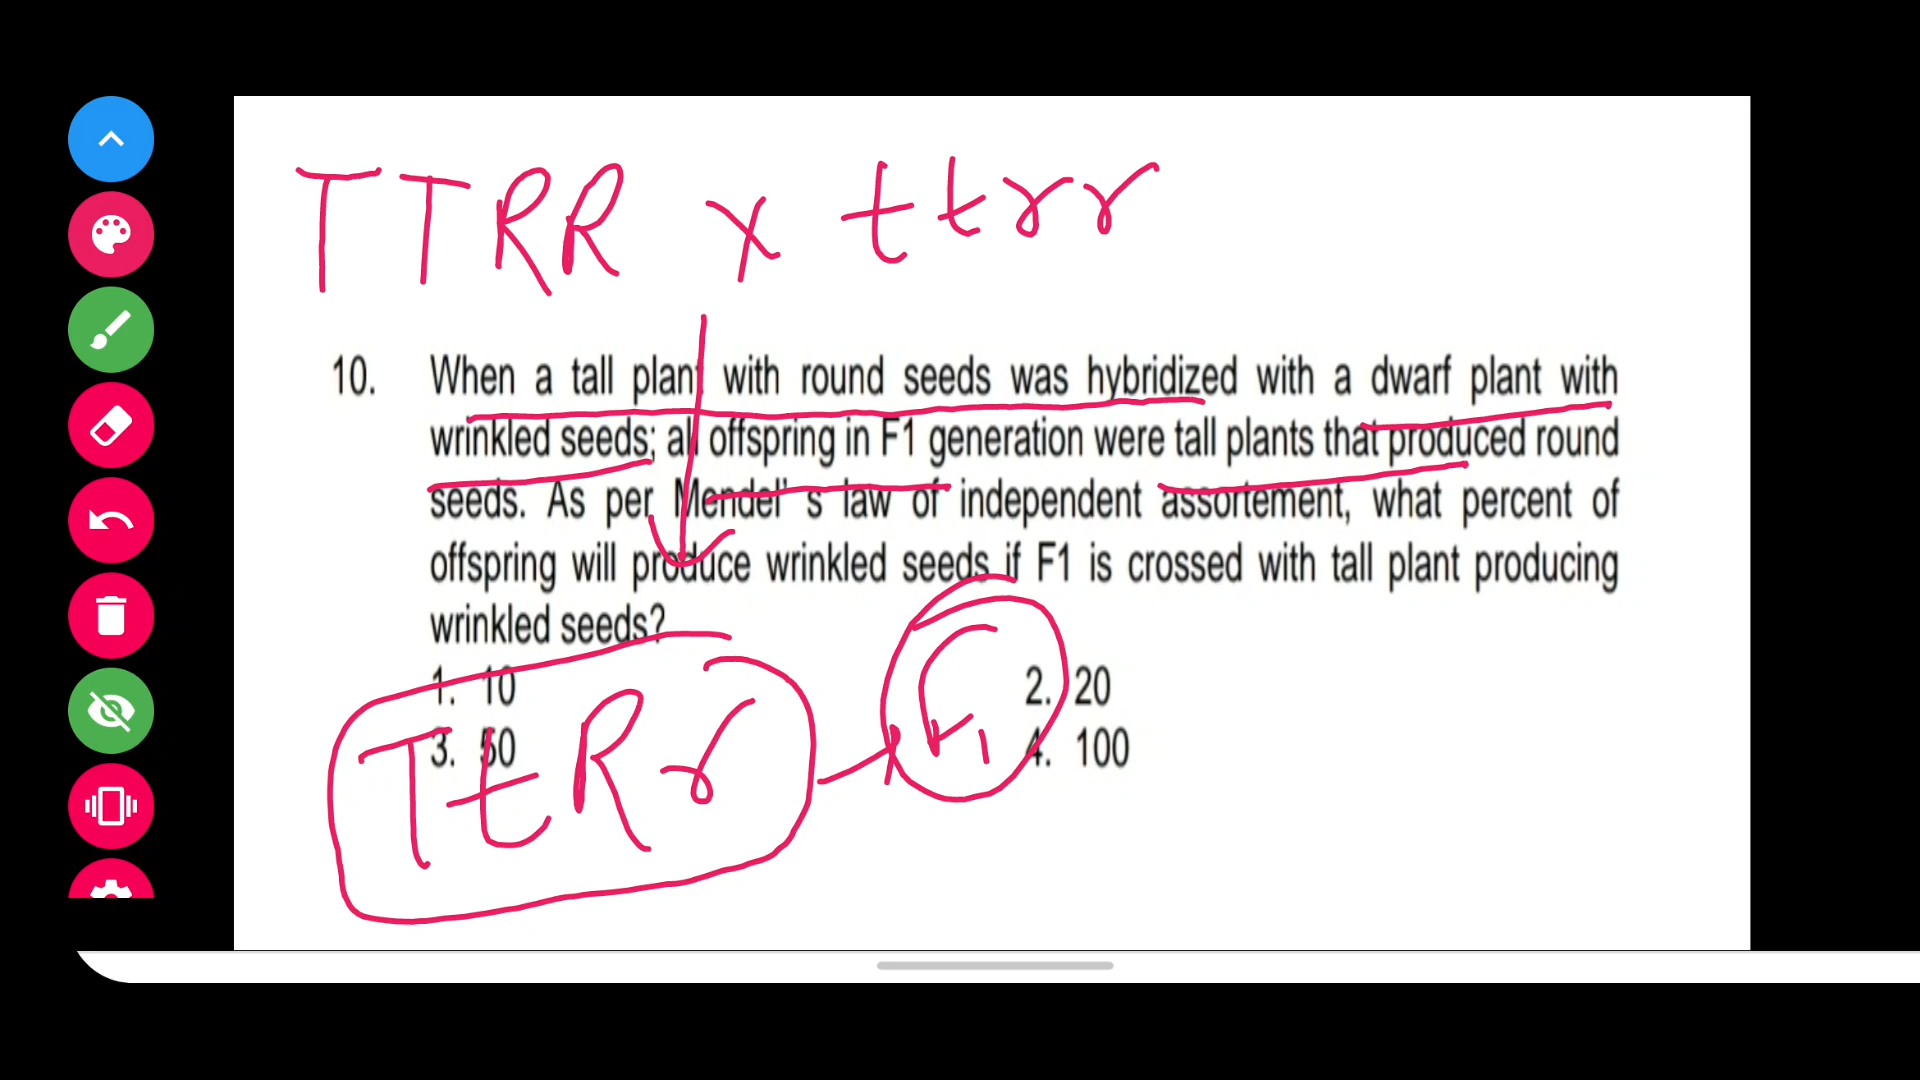 TTRR x ttrr
10. When a tall plant with round seeds was hybridized with a dwarf plant with
wrinkled seeds; all offspring in F1 generation were tall plants that produced round
seeds. As per Mendel' s law of independent assortement, what percent of
offspring will produce wrinkled seeds if F1 is crossed with tall plant producing
wrinkled seeds?
1. 10 2. 20
3. 50 4. 100
TtRr F1